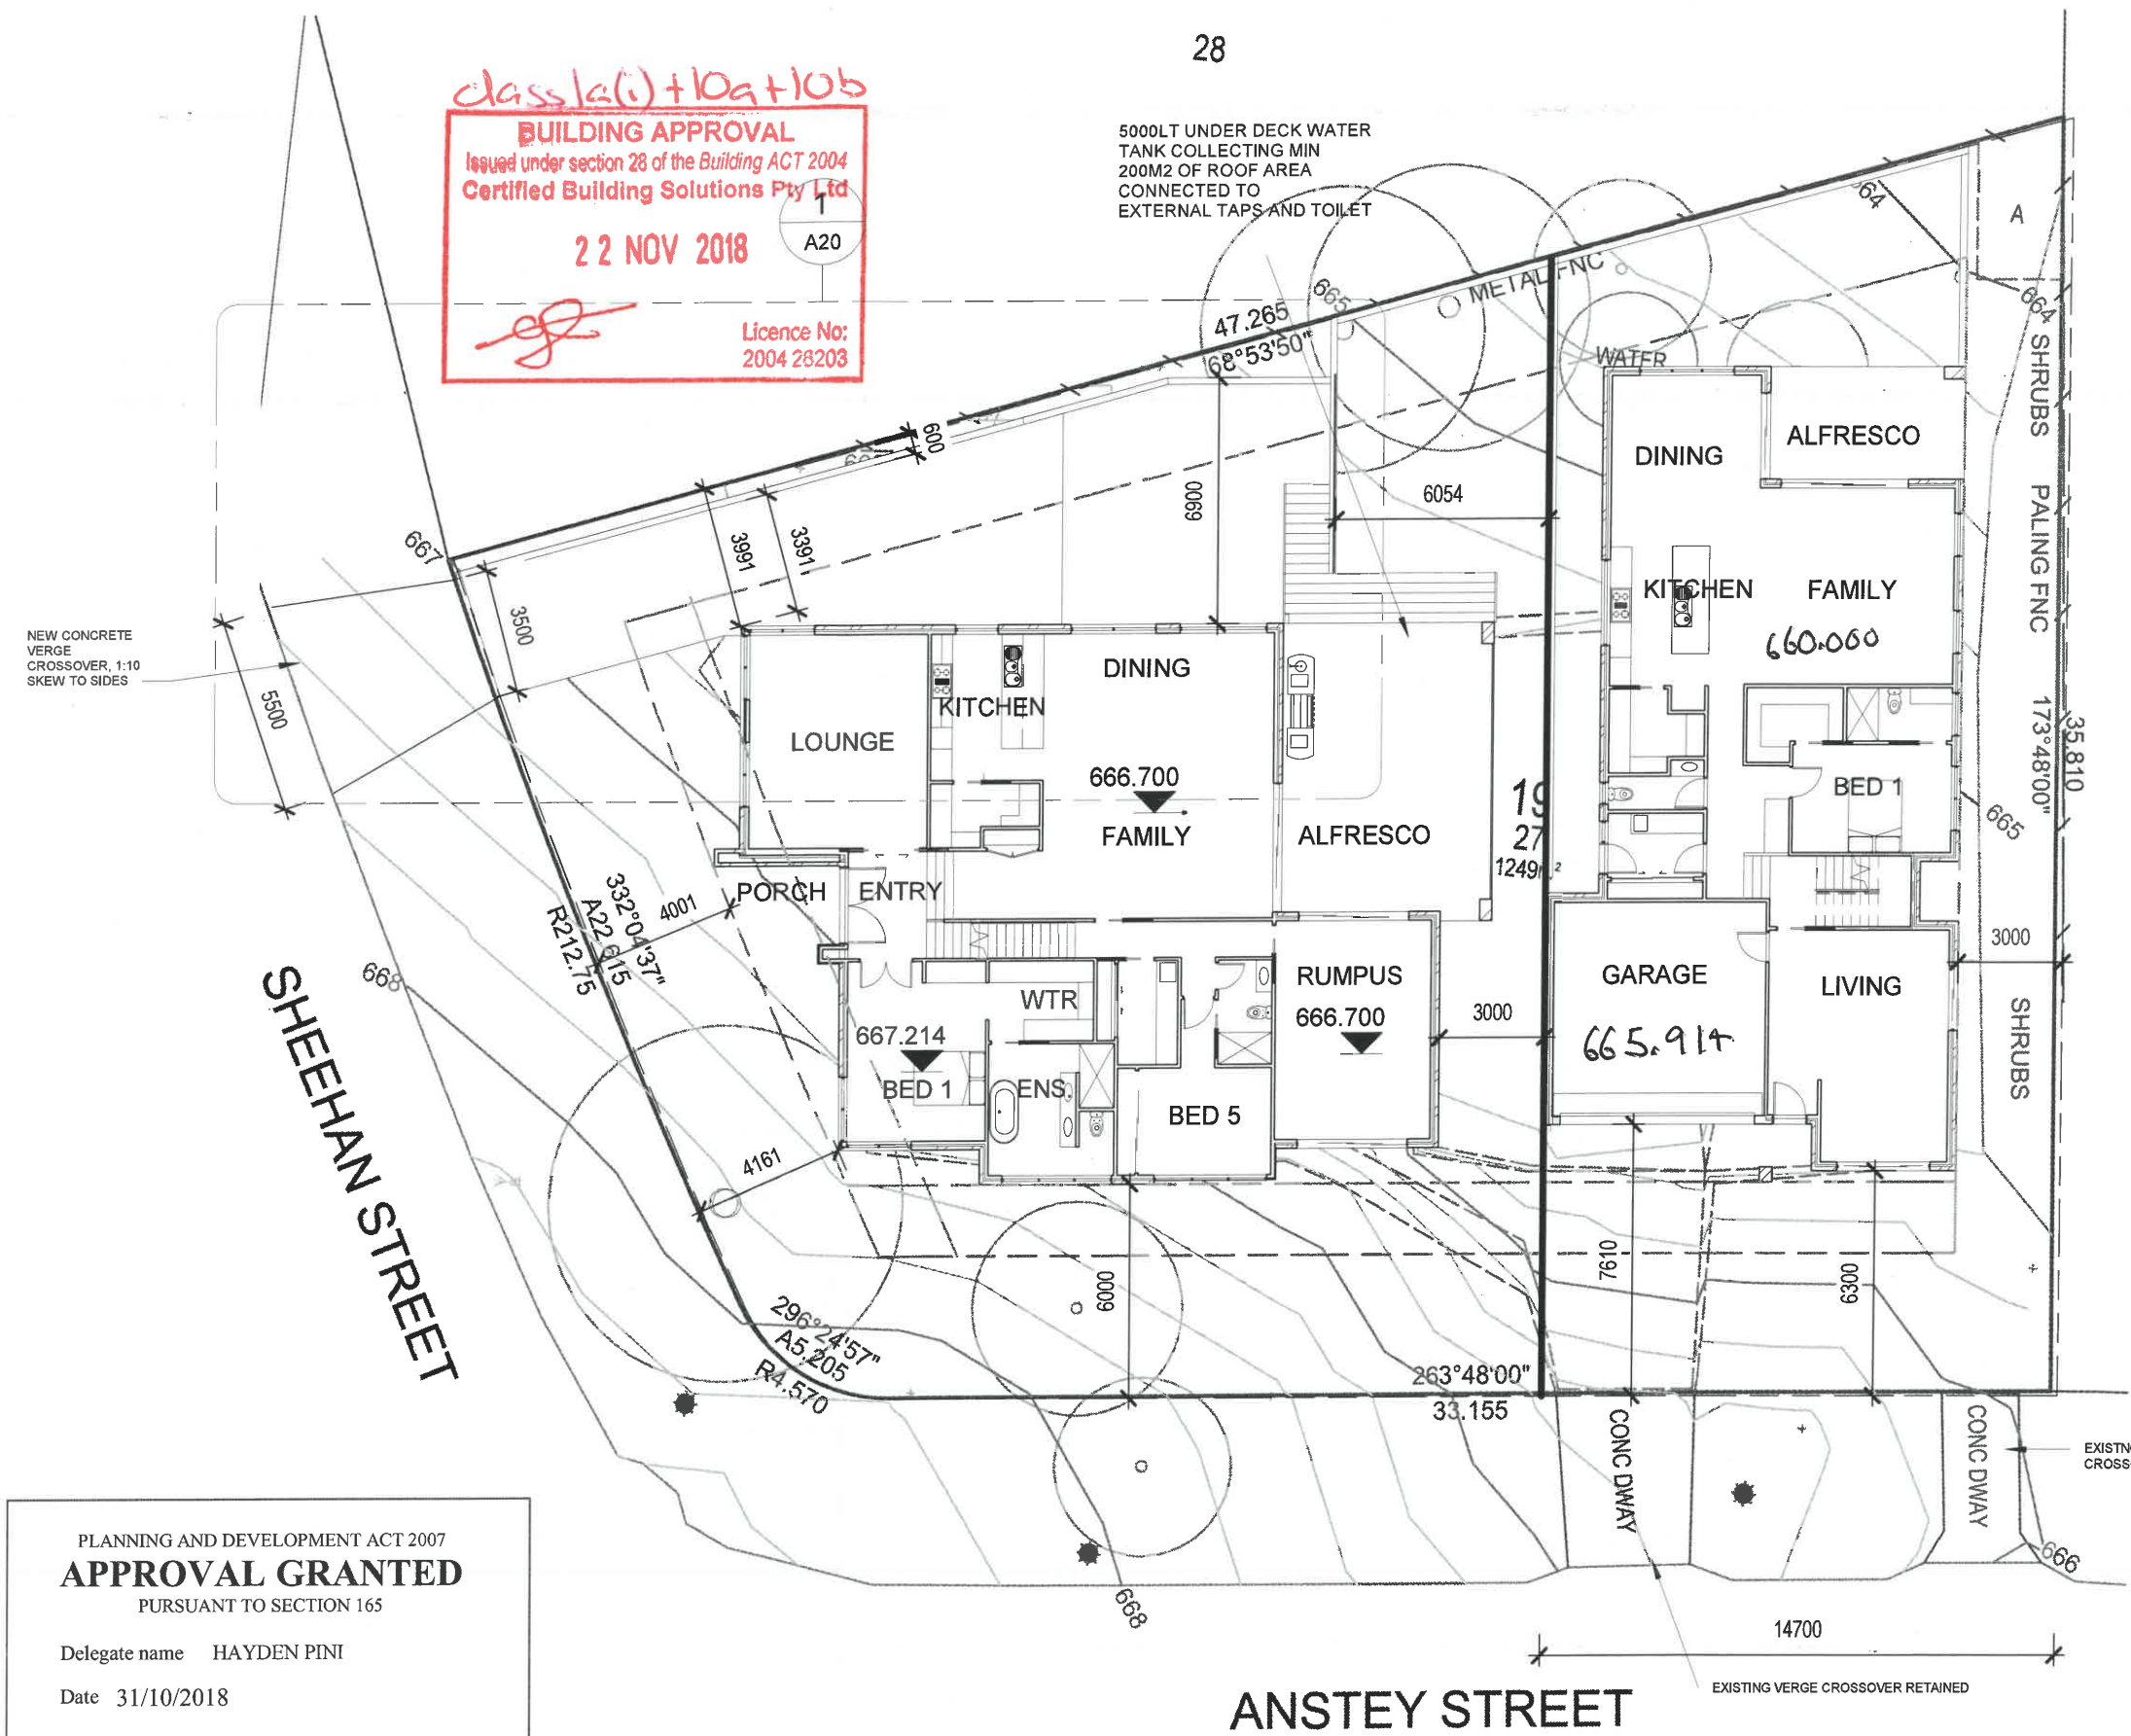 28
class 1a(i) + 10a + 10b
BUILDING APPROVAL
Issued under section 28 of the Building ACT 2004
Certified Building Solutions Pty Ltd
22 NOV 2018
Licence No:
2004 26203
1
A20
5000LT UNDER DECK WATER
TANK COLLECTING MIN
200M2 OF ROOF AREA
CONNECTED TO
EXTERNAL TAPS AND TOILET
47.265
68°53'50"
665
METAL FNC
WATER
664
A
664
SHRUBS
PALING FNC
173°48'00"
35.810
665
SHRUBS
600
3991
3391
6900
6054
667
3500
5500
NEW CONCRETE
VERGE
CROSSOVER, 1:10
SKEW TO SIDES
LOUNGE
KITCHEN
DINING
666.700
FAMILY
ALFRESCO
PORCH
ENTRY
4001
332°04'37"
R212.75
668
SHEEHAN STREET
WTR
667.214
BED 1
ENS.
BED 5
RUMPUS
666.700
3000
4161
6000
19
27
DINING
ALFRESCO
KITCHEN
FAMILY
660.060
BED 1
GARAGE
665.914
LIVING
3000
7610
6300
296°24'57"
A5.205
R4.570
263°48'00"
33.155
CONC DWAY
CONC DWAY
666
668
14700
EXISTING VERGE CROSSOVER RETAINED
ANSTEY STREET
PLANNING AND DEVELOPMENT ACT 2007
APPROVAL GRANTED
PURSUANT TO SECTION 165
Delegate name HAYDEN PINI
Date 31/10/2018